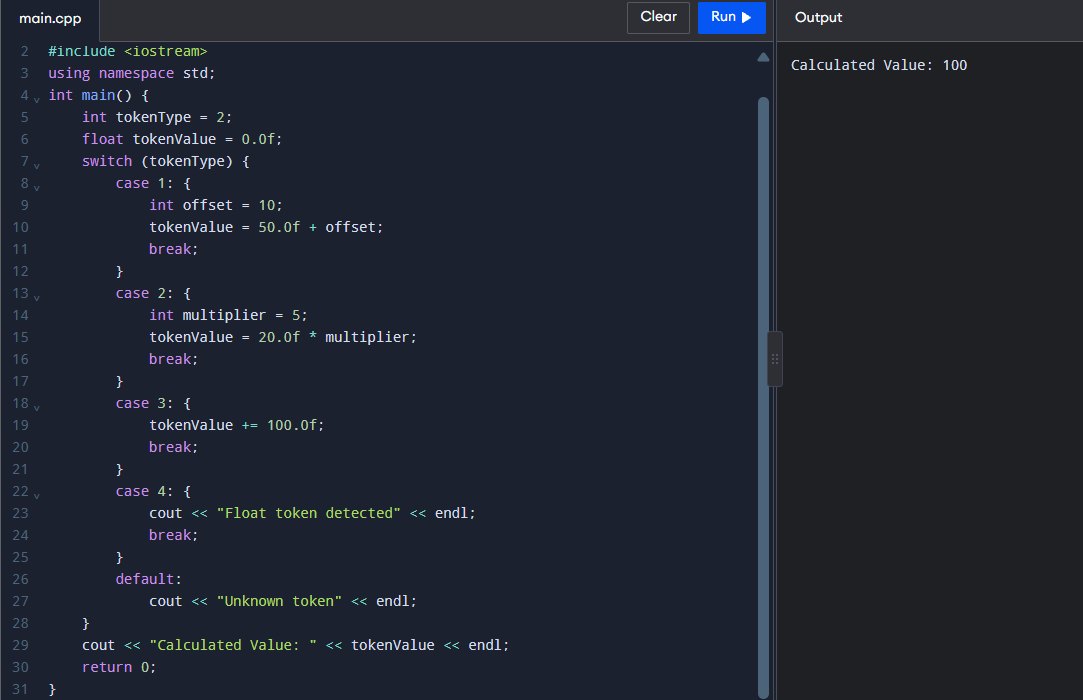 main.cpp
Clear
Run
Output
2 #include <iostream>
3 using namespace std;
4 int main() {
5     int tokenType = 2;
6     float tokenValue = 0.0f;
7     switch (tokenType) {
8         case 1: {
9             int offset = 10;
10             tokenValue = 50.0f + offset;
11             break;
12         }
13         case 2: {
14             int multiplier = 5;
15             tokenValue = 20.0f * multiplier;
16             break;
17         }
18         case 3: {
19             tokenValue += 100.0f;
20             break;
21         }
22         case 4: {
23             cout << "Float token detected" << endl;
24             break;
25         }
26         default:
27             cout << "Unknown token" << endl;
28     }
29     cout << "Calculated Value: " << tokenValue << endl;
30     return 0;
31 }
Calculated Value: 100